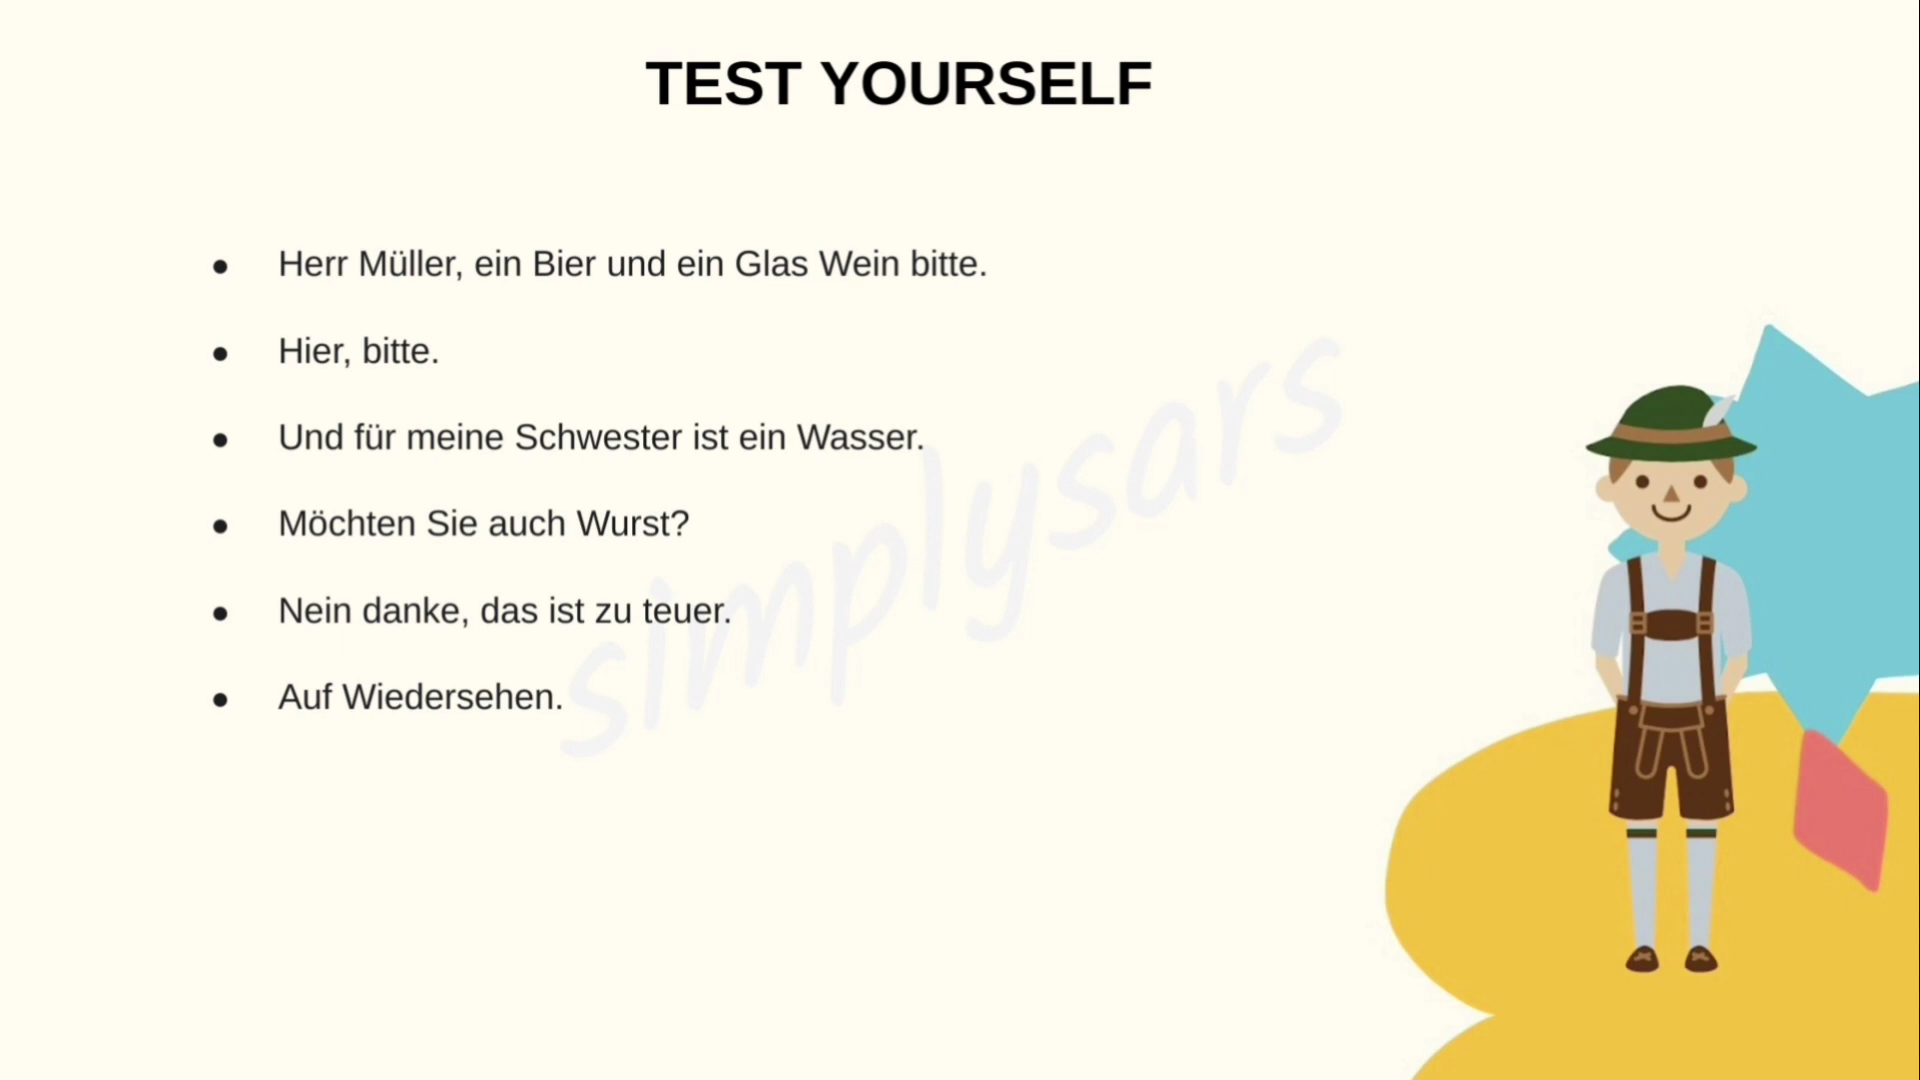 TEST YOURSELF
● Herr Müller, ein Bier und ein Glas Wein bitte.
● Hier, bitte.
● Und für meine Schwester ist ein Wasser.
● Möchten Sie auch Wurst?
● Nein danke, das ist zu teuer.
● Auf Wiedersehen.
simplysars